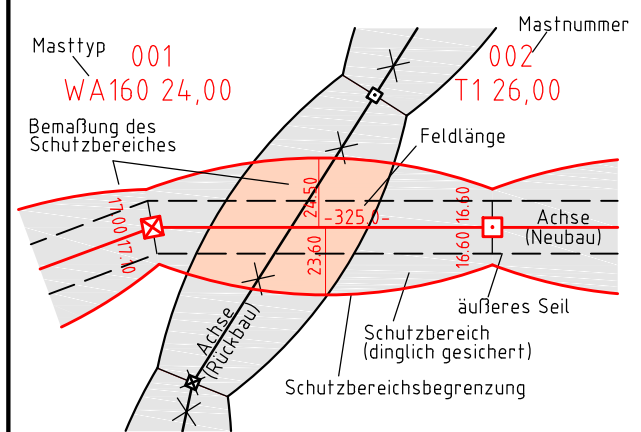 Mastnummer
Masttyp
001
002
WA160 24,00
T1 26,00
Bemaßung des
Schutzbereiches
Feldlänge
24.50
-325,0-
23.60
17.00
17.10
16.60
16.60
Achse
(Neubau)
äußeres Seil
Achse
(Rückbau)
Schutzbereich
(dinglich gesichert)
Schutzbereichsbegrenzung